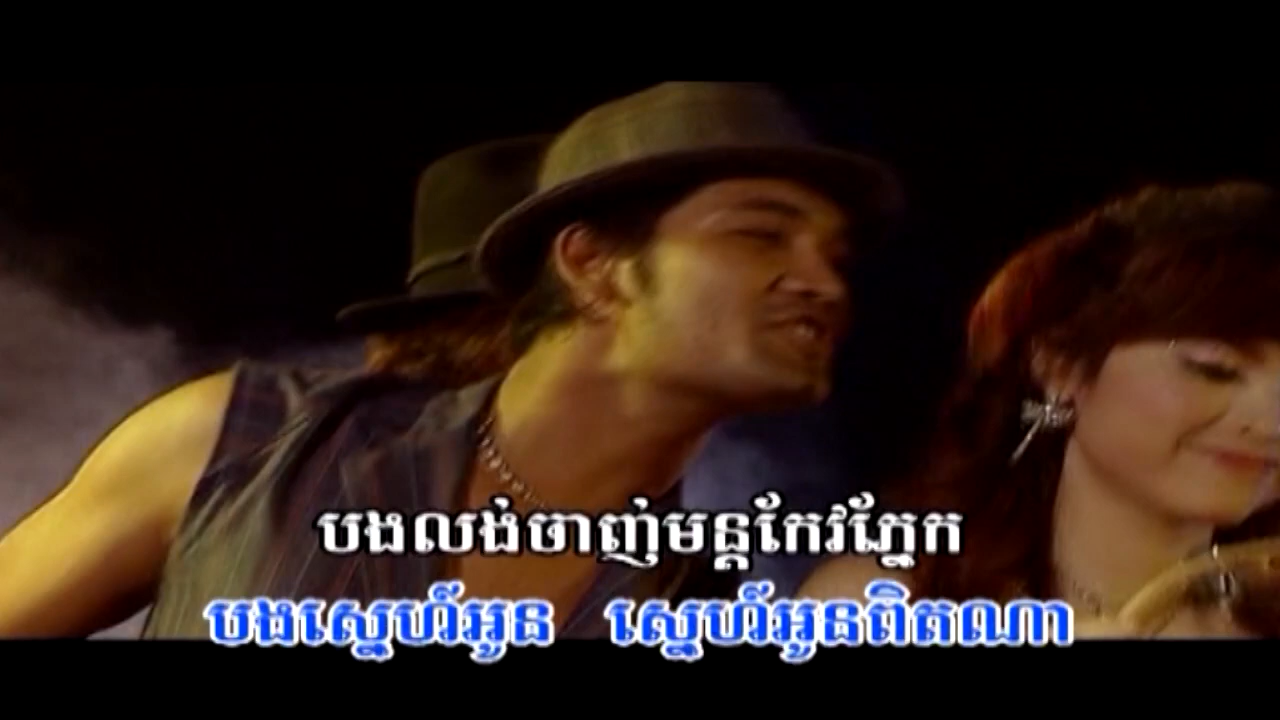 បងលង់ចាញ់មន្តកែវភ្នែក
បងស្នេហ៍អូន ស្នេហ៍អូនពិតណា